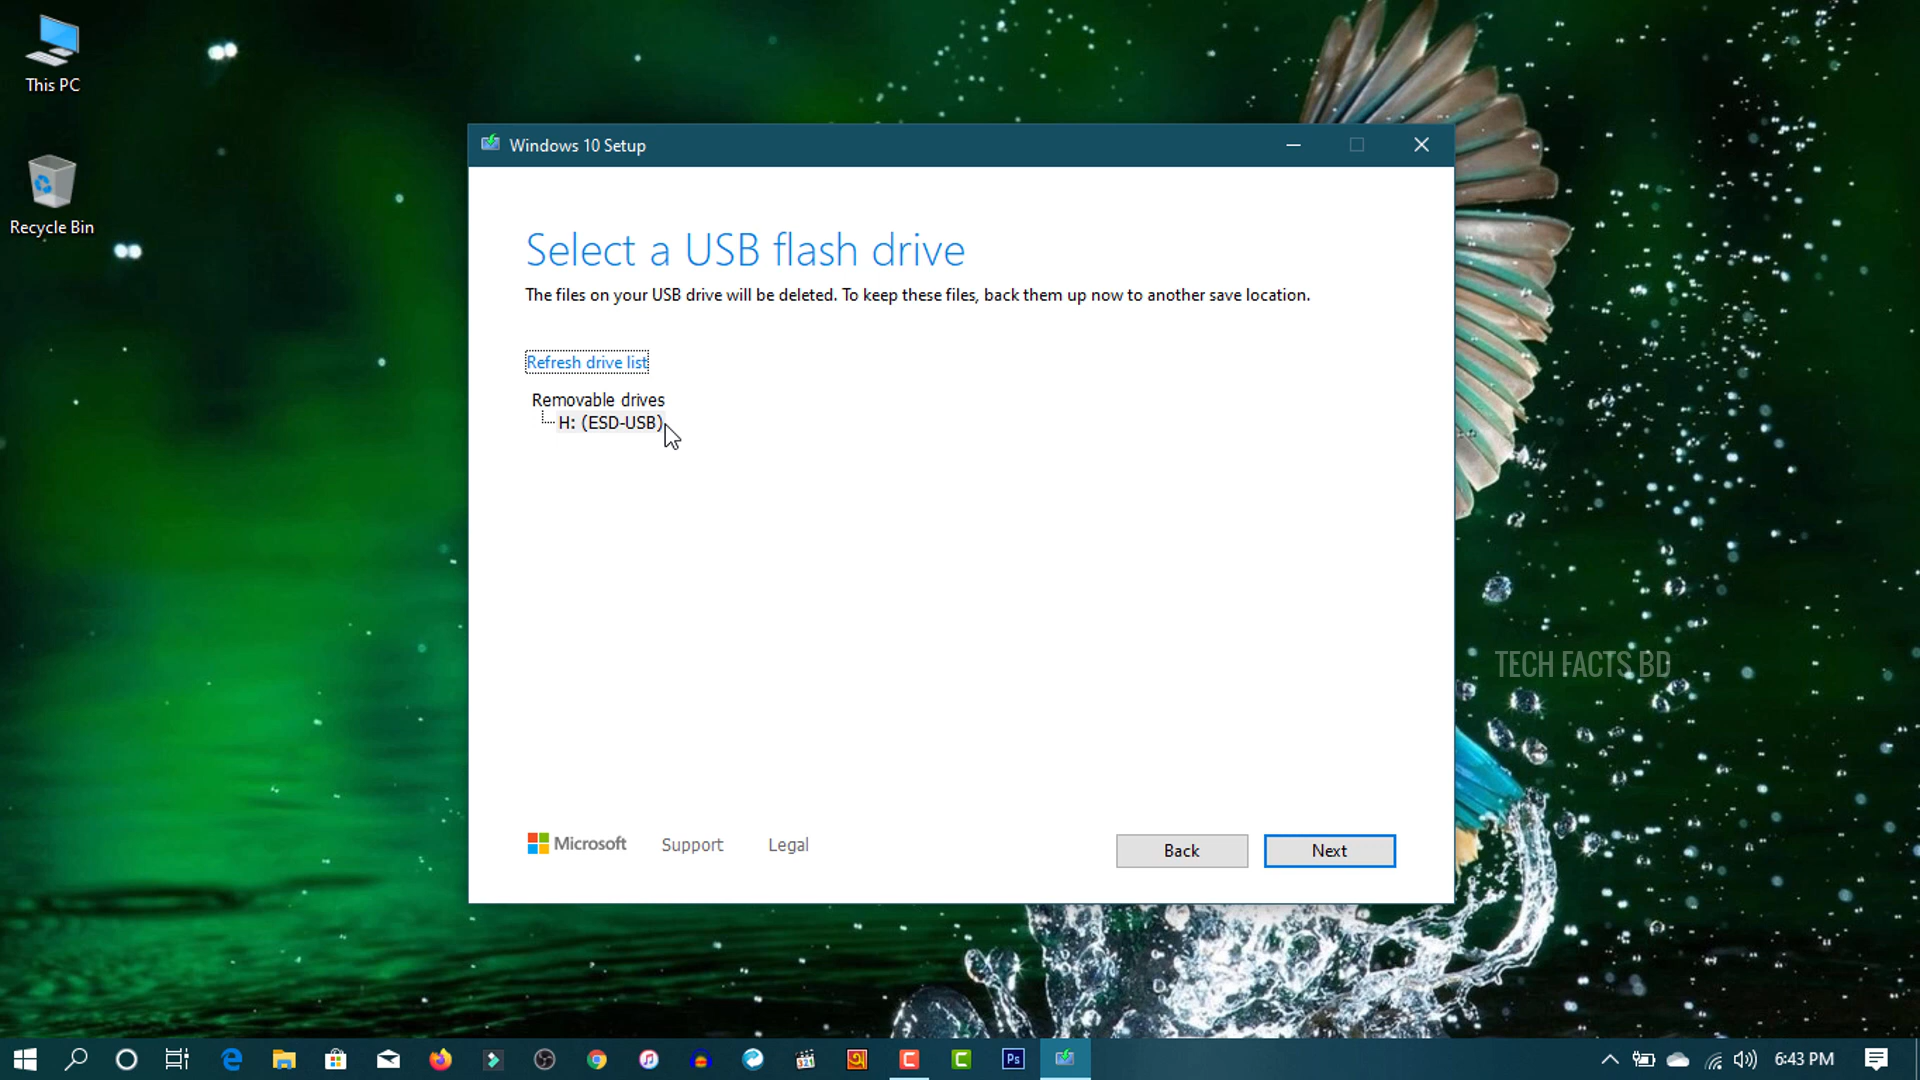 This PC
Recycle Bin
Windows 10 Setup
Select a USB flash drive
The files on your USB drive will be deleted. To keep these files, back them up now to another save location.
Refresh drive list
Removable drives
H: (ESD-USB)
TECH FACTS BD
Microsoft Support Legal
Back Next
321
Ps
6:43 PM